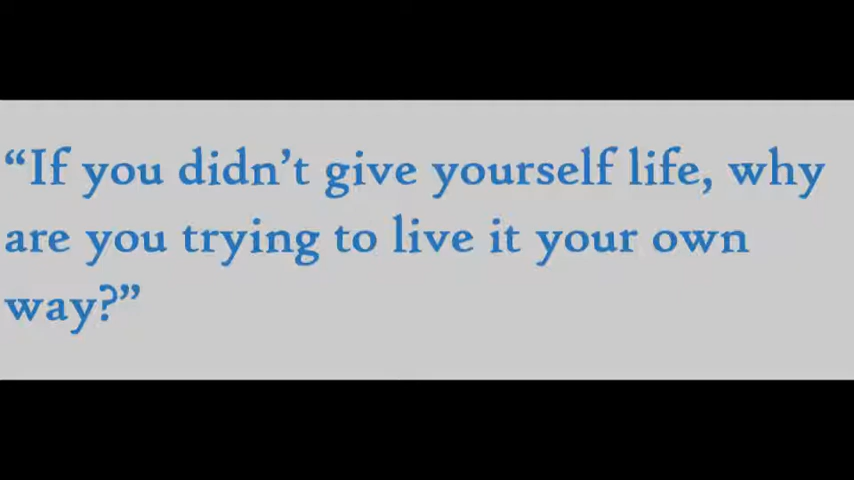 “If you didn’t give yourself life, why
are you trying to live it your own
way?”